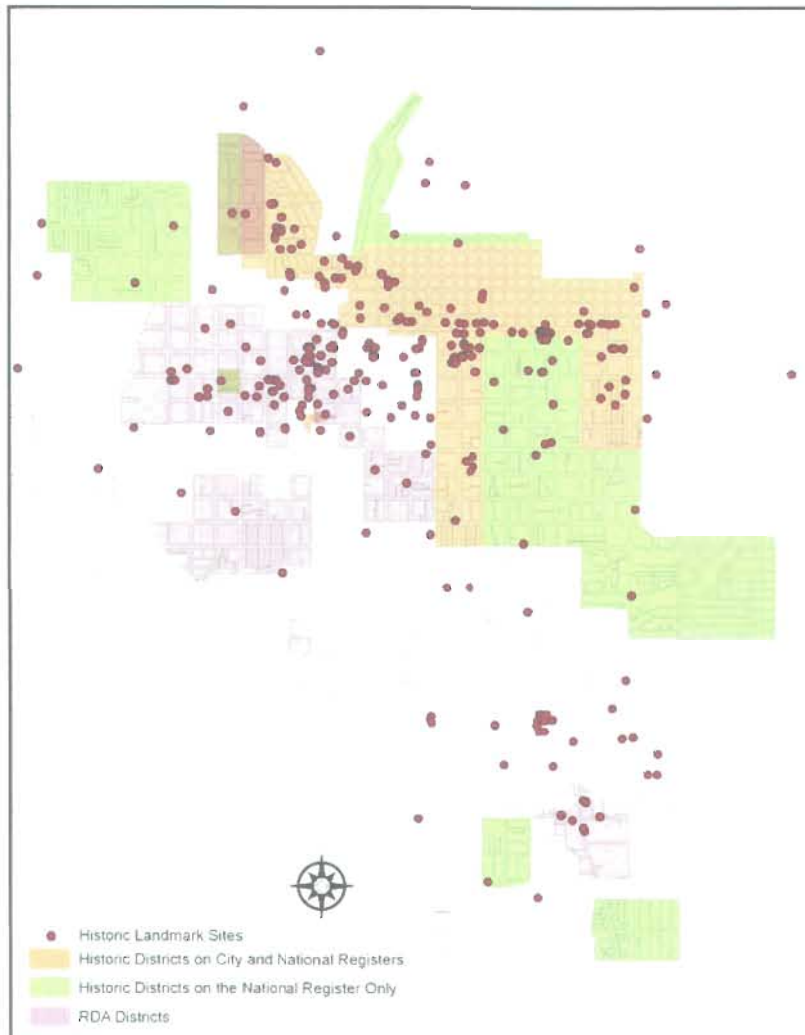 Historic Landmark Sites
Historic Districts on City and National Registers
Historic Districts on the National Register Only
RDA Districts